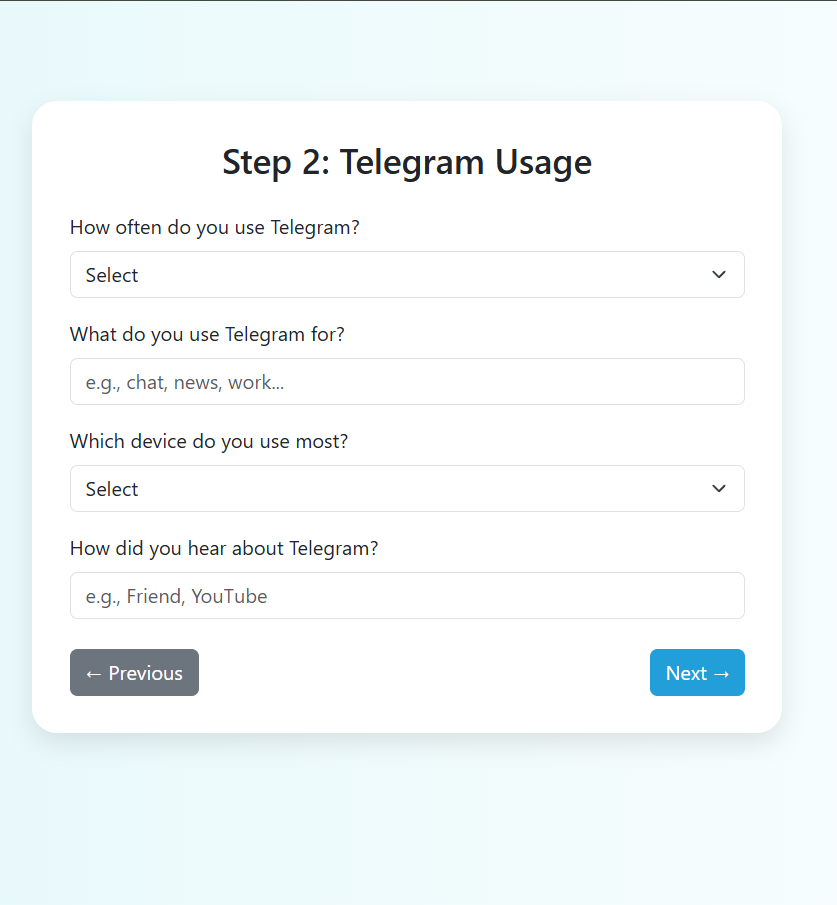 Step 2: Telegram Usage
How often do you use Telegram?
Select
What do you use Telegram for?
e.g., chat, news, work...
Which device do you use most?
Select
How did you hear about Telegram?
e.g., Friend, YouTube
← Previous
Next →